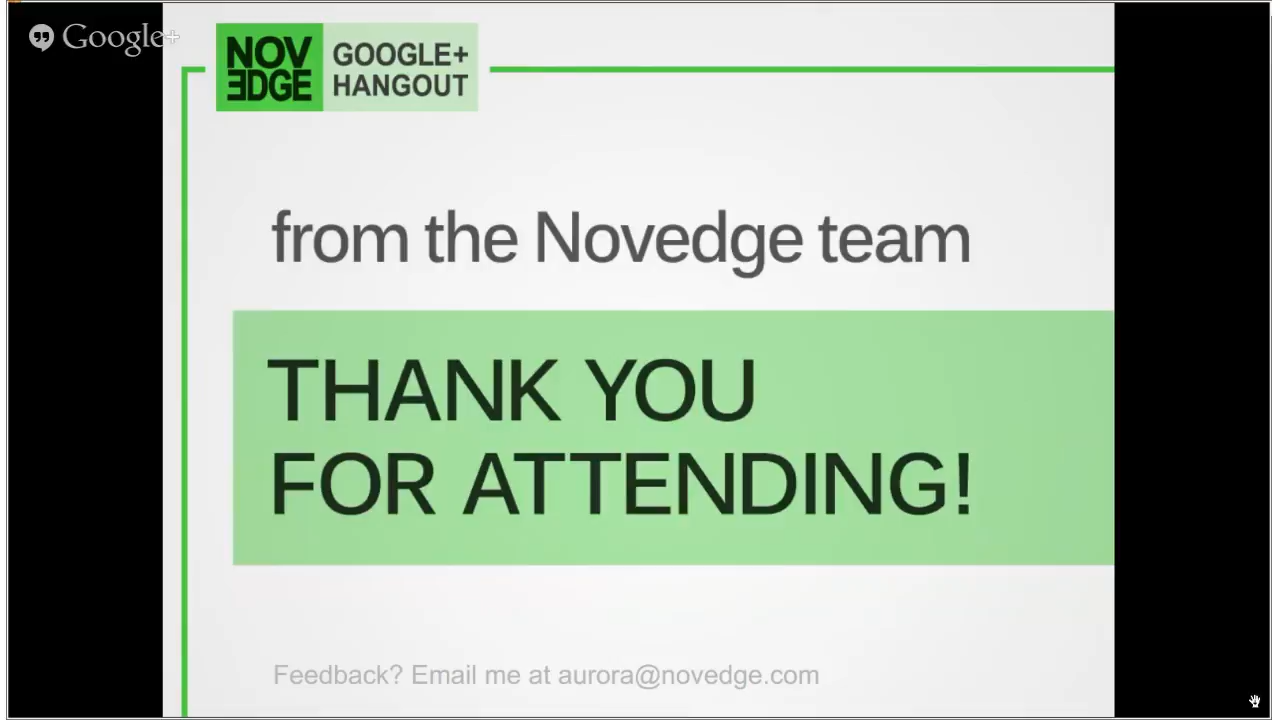 Google+
NOV
EDGE
GOOGLE+
HANGOUT
from the Novedge team
THANK YOU
FOR ATTENDING!
Feedback? Email me at aurora@novedge.com